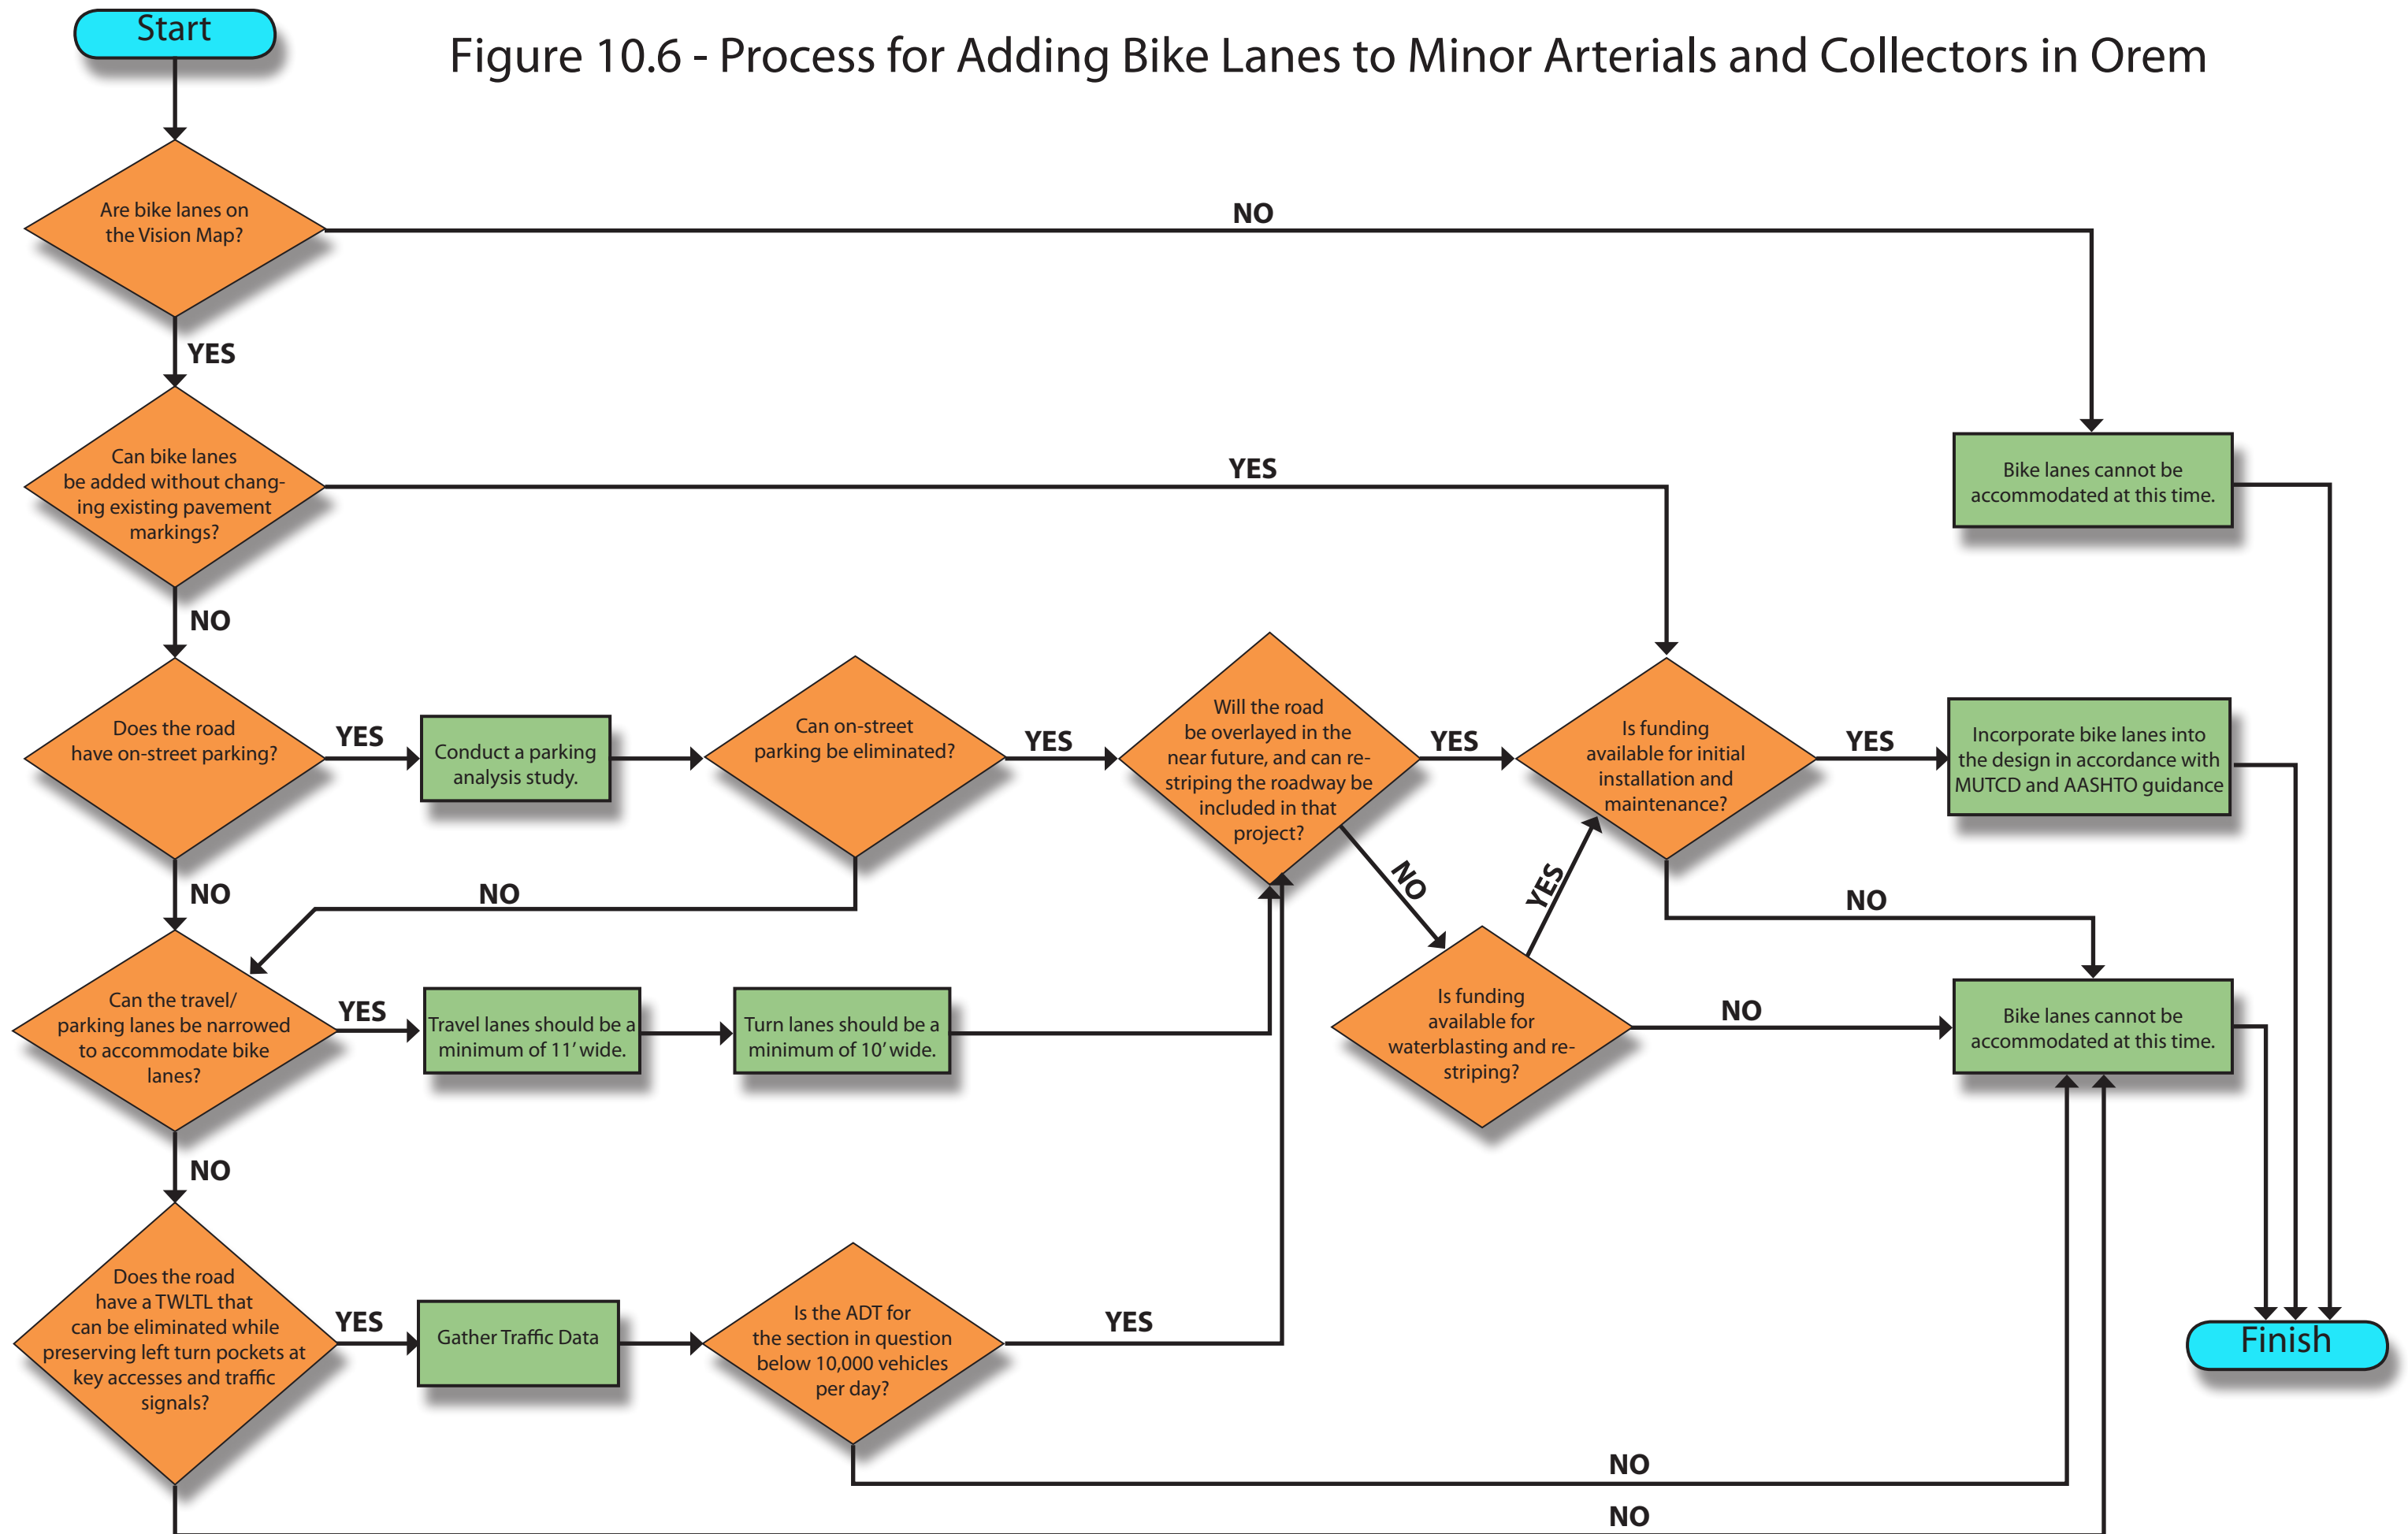 Start
Figure 10.6 - Process for Adding Bike Lanes to Minor Arterials and Collectors in Orem
Are bike lanes on
the Vision Map?
NO
YES
Can bike lanes
be added without chang-
ing existing pavement
markings?
YES
Bike lanes cannot be
accommodated at this time.
NO
Does the road
have on-street parking?
YES
Conduct a parking
analysis study.
Can on-street
parking be eliminated?
YES
Will the road
be overlayed in the
near future, and can re-
striping the roadway be
included in that
project?
YES
Is funding
available for initial
installation and
maintenance?
YES
Incorporate bike lanes into
the design in accordance with
MUTCD and AASHTO guidance
NO
NO
NO
YES
NO
Can the travel/
parking lanes be narrowed
to accommodate bike
lanes?
YES
Travel lanes should be a
minimum of 11' wide.
Turn lanes should be a
minimum of 10' wide.
Is funding
available for
waterblasting and re-
striping?
NO
Bike lanes cannot be
accommodated at this time.
NO
Does the road
have a TWLTL that
can be eliminated while
preserving left turn pockets at
key accesses and traffic
signals?
YES
Gather Traffic Data
Is the ADT for
the section in question
below 10,000 vehicles
per day?
YES
Finish
NO
NO